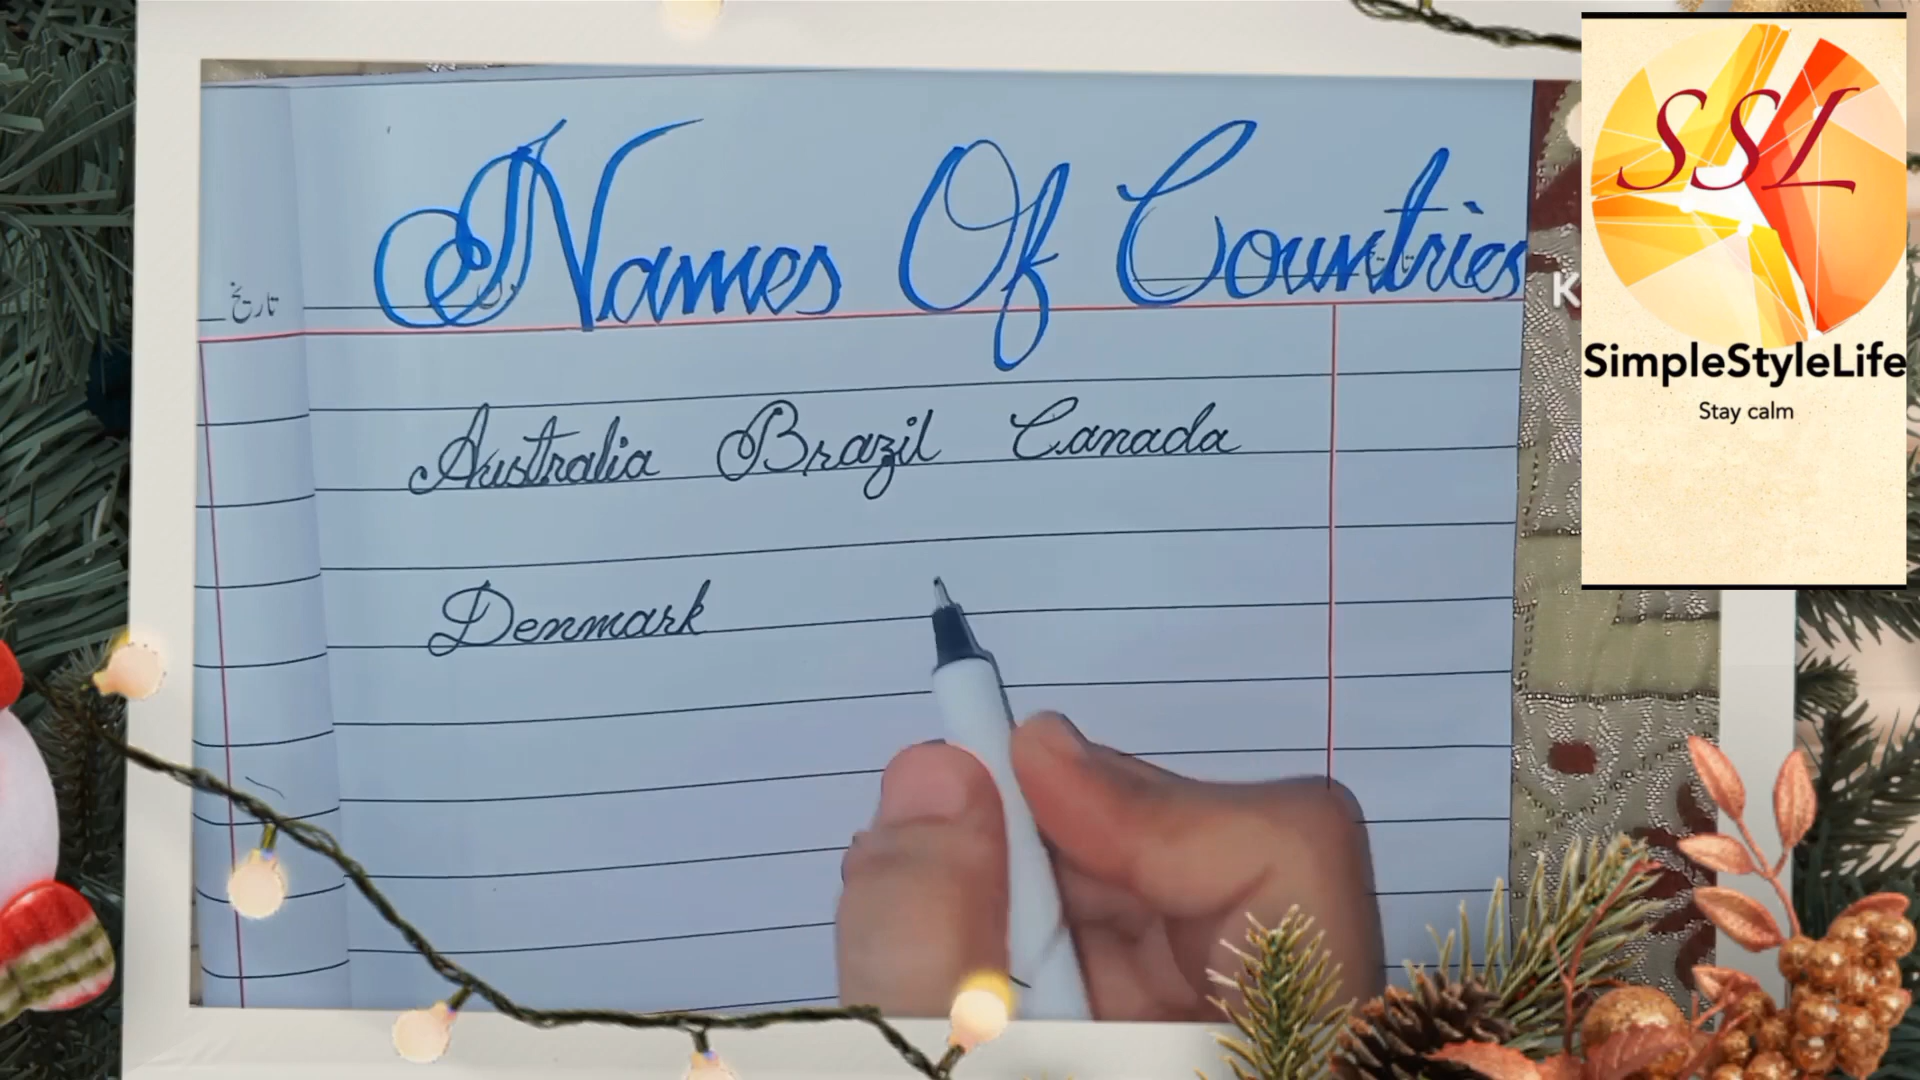 Names Of Countries
تاریخ
Australia Brazil Canada
Denmark
SSL
SimpleStyleLife
Stay calm
K